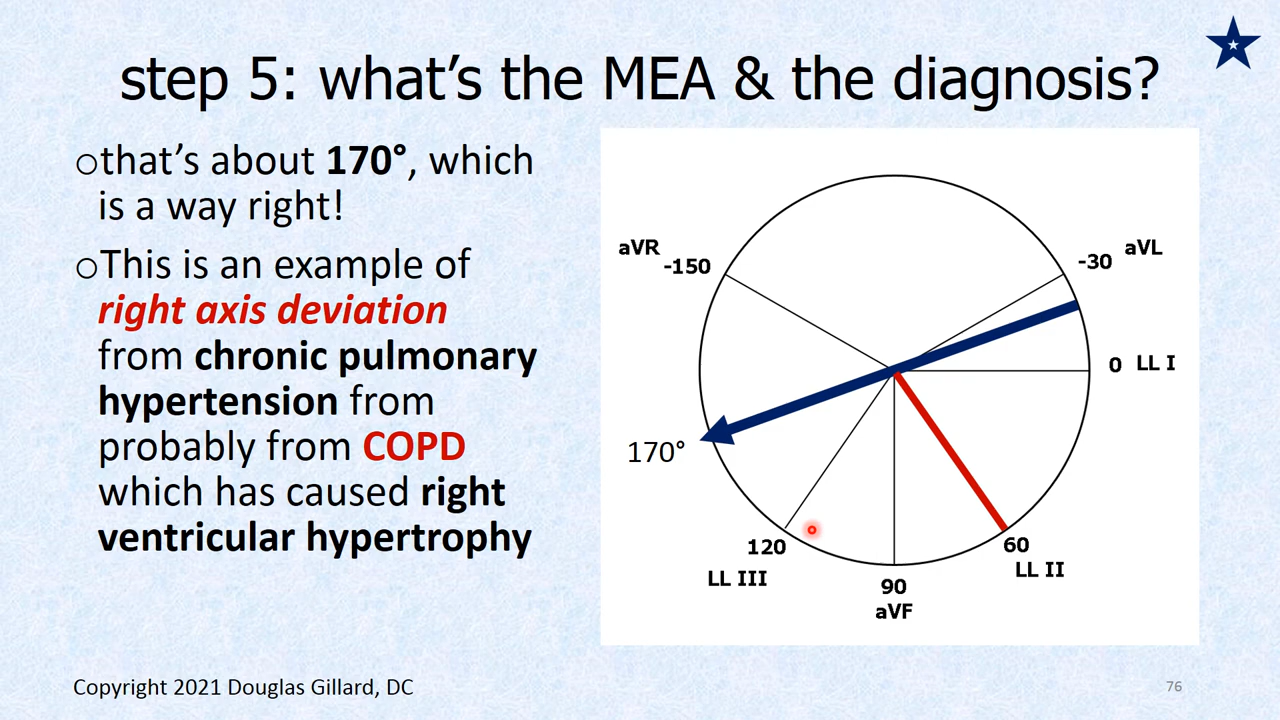 step 5: what's the MEA & the diagnosis?
○that's about 170°, which
is a way right!
○This is an example of
right axis deviation
from chronic pulmonary
hypertension from
probably from COPD
which has caused right
ventricular hypertrophy
aVR
-150
-30
aVL
0
LL I
170°
120
LL III
60
LL II
90
aVF
Copyright 2021 Douglas Gillard, DC
76